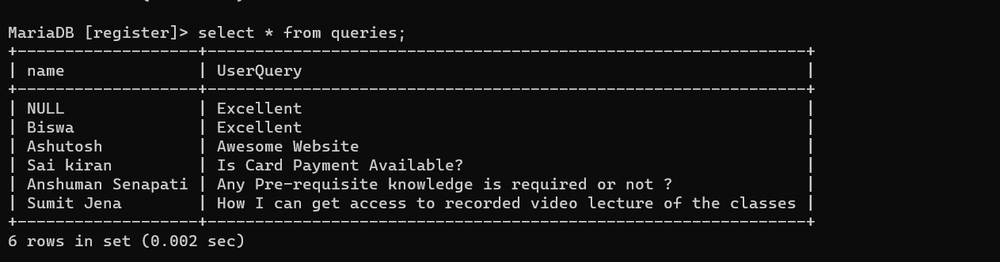 MariaDB [register]> select * from queries;
+-------------------+---------------------------------------------------------------+
| name              | UserQuery                                                     |
+-------------------+---------------------------------------------------------------+
| NULL              | Excellent                                                     |
| Biswa             | Excellent                                                     |
| Ashutosh          | Awesome Website                                               |
| Sai kiran         | Is Card Payment Available?                                    |
| Anshuman Senapati | Any Pre-requisite knowledge is required or not ?              |
| Sumit Jena        | How I can get access to recorded video lecture of the classes |
+-------------------+---------------------------------------------------------------+
6 rows in set (0.002 sec)